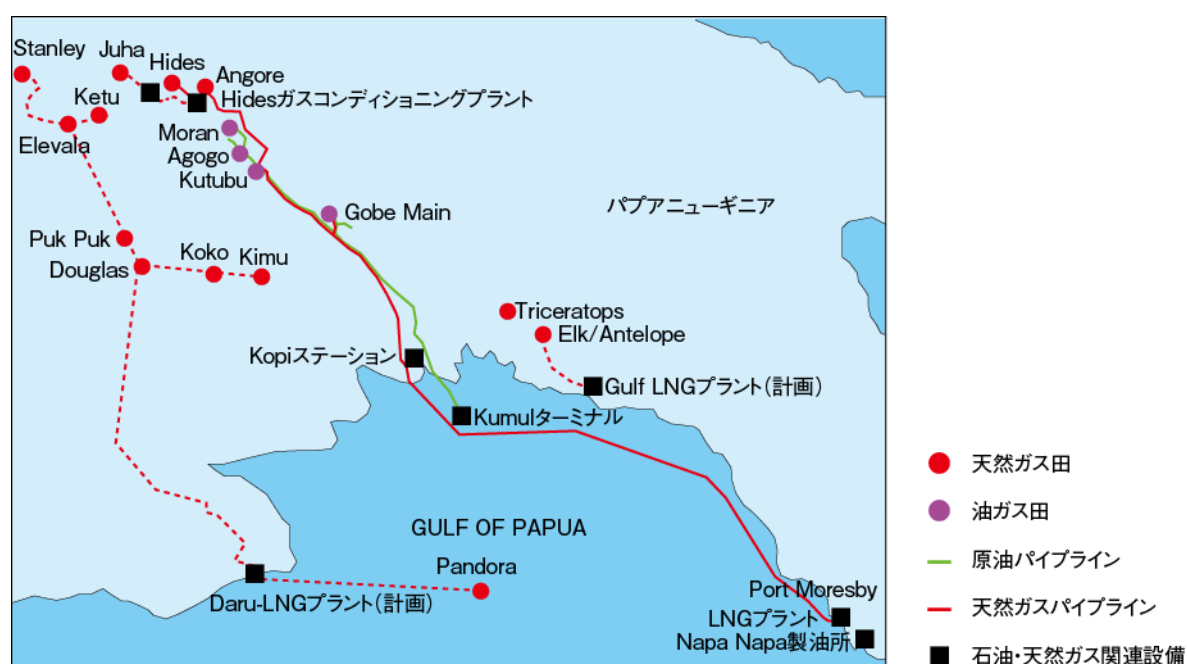 Stanley
Juha
Hides
Angore
Ketu
Hidesガスコンディショニングプラント
Moran
Elevala
Agogo
Kutubu
パプアニューギニア
Gobe Main
Puk Puk
Koko
Kimu
Douglas
Triceratops
Elk/Antelope
Kopiステーション
Gulf LNGプラント(計画)
Kumulターミナル
GULF OF PAPUA
Pandora
Daru-LNGプラント(計画)
Port Moresby
LNGプラント
Napa Napa製油所
天然ガス田
油ガス田
原油パイプライン
天然ガスパイプライン
石油・天然ガス関連設備